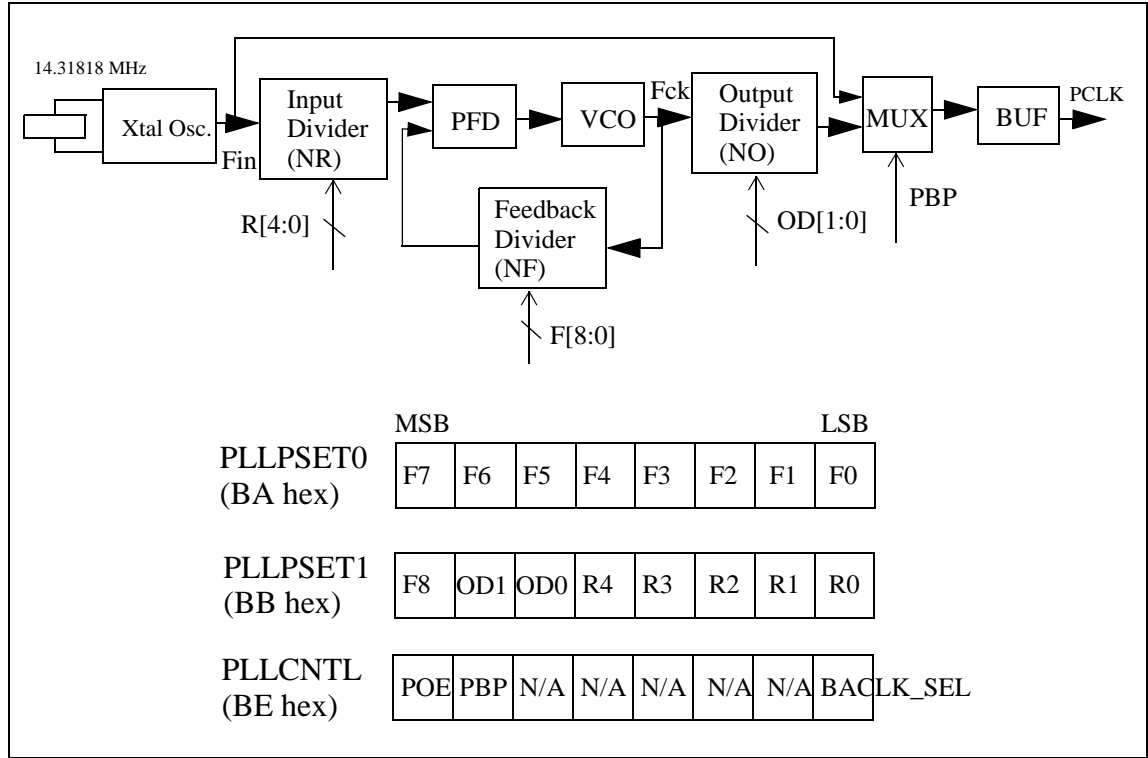 14.31818 MHz
Xtal Osc.
Fin
Input
Divider
(NR)
R[4:0]
PFD
VCO
Fck
Feedback
Divider
(NF)
F[8:0]
Output
Divider
(NO)
OD[1:0]
MUX
PBP
BUF
PCLK
MSB LSB
PLLPSET0
(BA hex)
F7 F6 F5 F4 F3 F2 F1 F0
PLLPSET1
(BB hex)
F8 OD1 OD0 R4 R3 R2 R1 R0
PLLCNTL
(BE hex)
POE PBP N/A N/A N/A N/A N/A BACLK_SEL